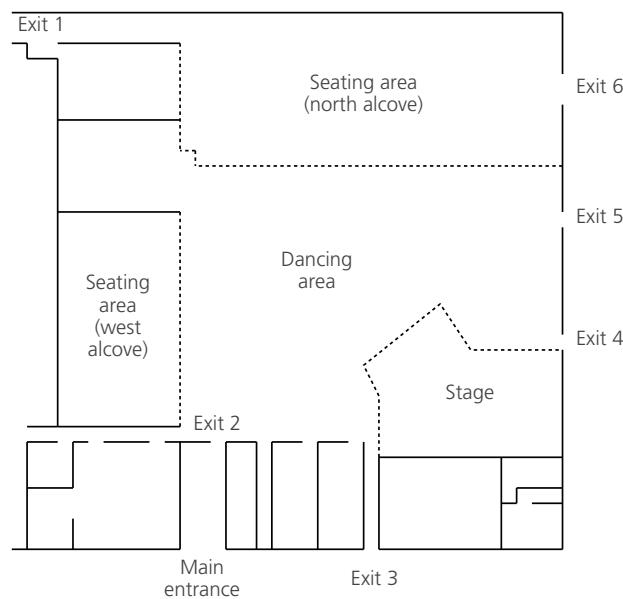 Exit 1
Seating area
(north alcove)
Exit 6
Exit 5
Dancing
area
Seating
area
(west
alcove)
Exit 4
Stage
Exit 2
Main
entrance
Exit 3